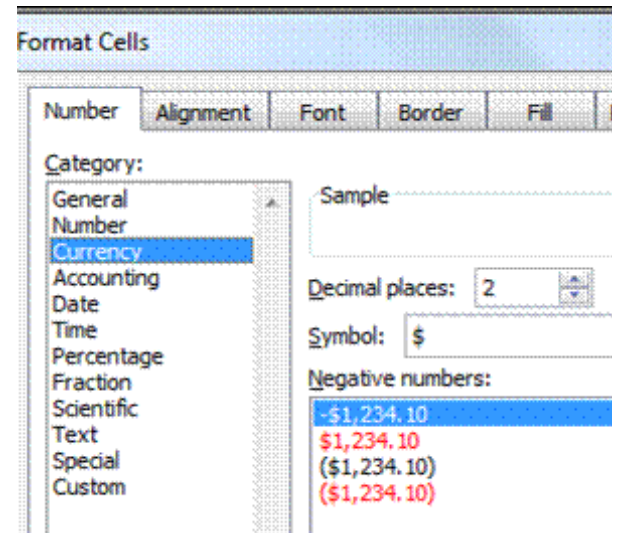 Format Cells
Number Alignment Font Border Fill
Category:
General
Number
Currency
Accounting
Date
Time
Percentage
Fraction
Scientific
Text
Special
Custom
Sample
Decimal places: 2
Symbol: $
Negative numbers:
-$1,234.10
$1,234.10
($1,234.10)
($1,234.10)